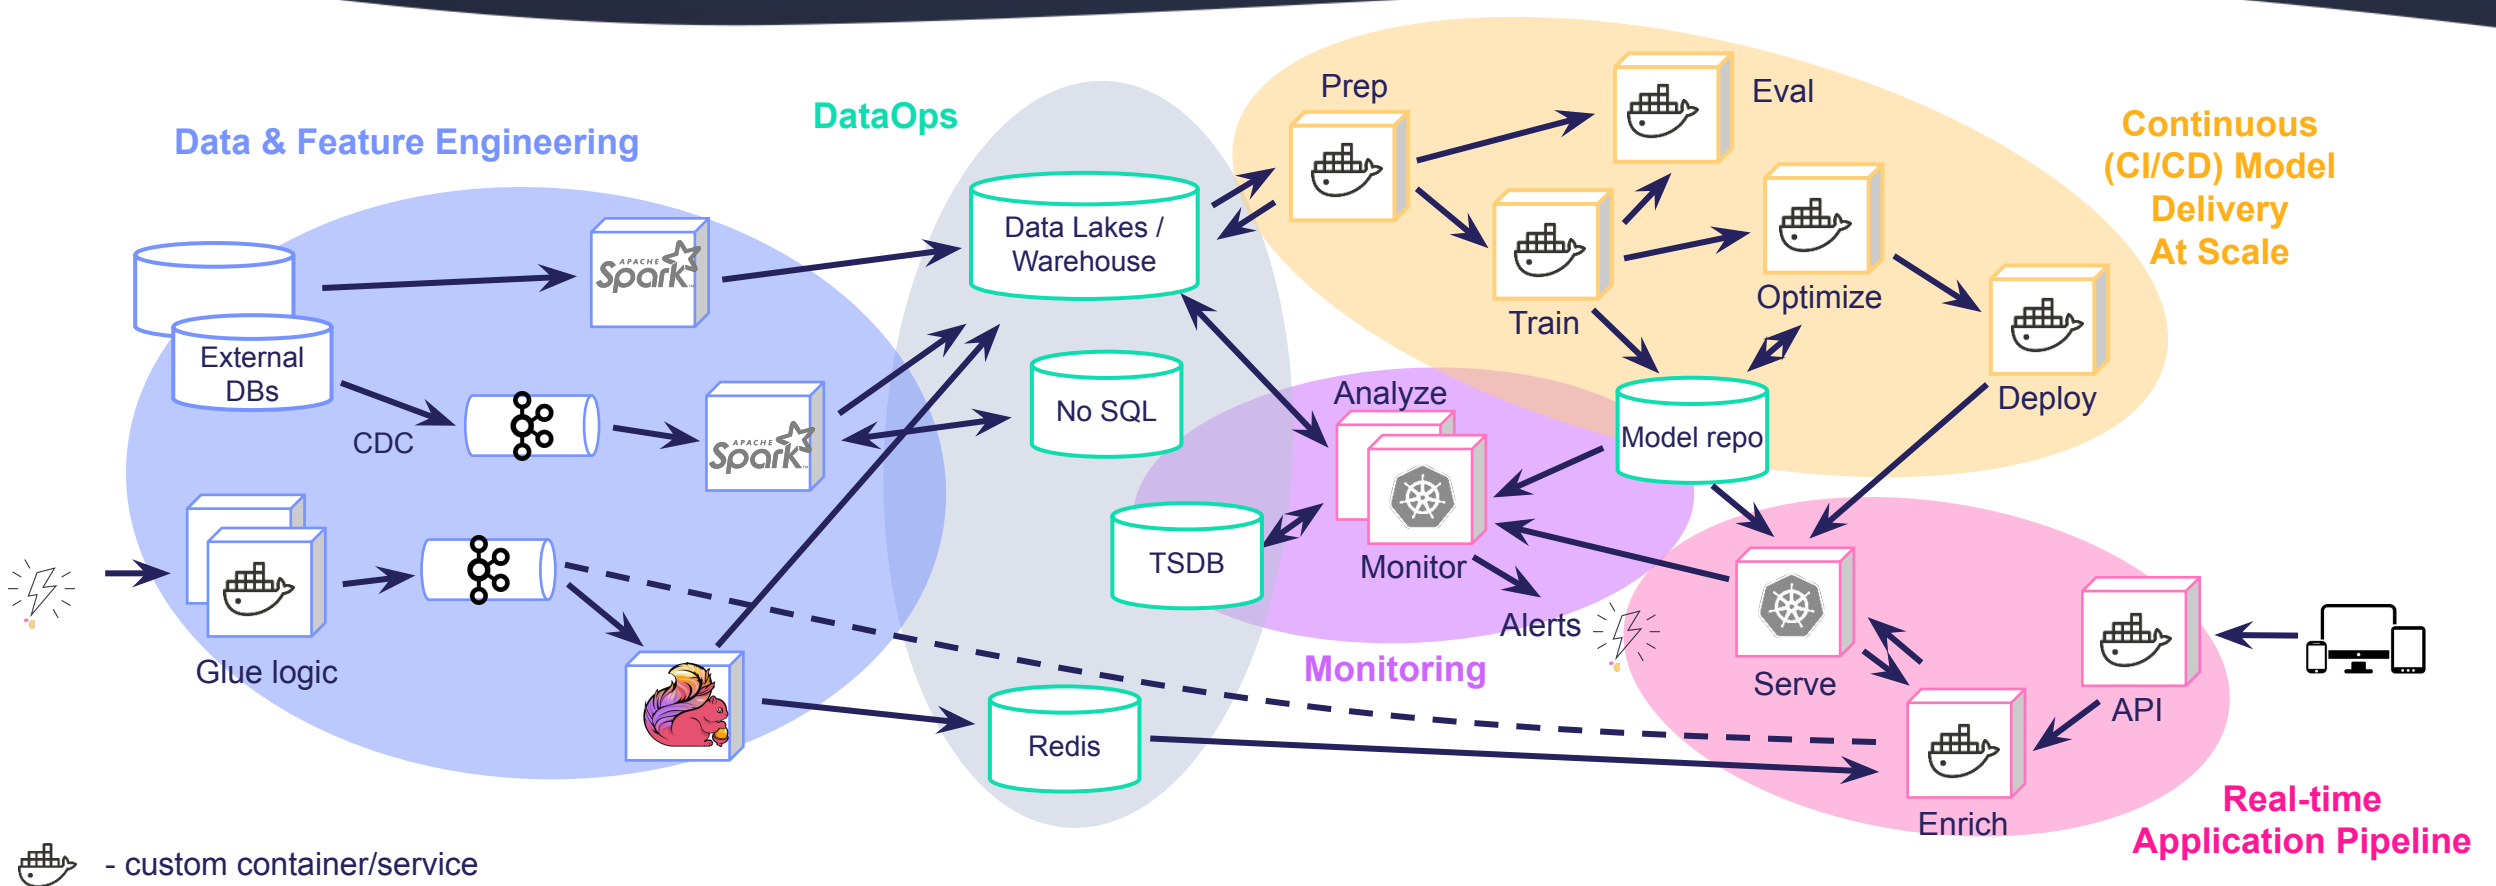 Data & Feature Engineering
DataOps
Prep
Eval
Continuous
(CI/CD) Model
Delivery
At Scale
APACHE
Spark
Data Lakes /
Warehouse
External
DBs
Train
Optimize
Deploy
CDC
APACHE
Spark
No SQL
Analyze
Model repo
TSDB
Monitor
Alerts
Monitoring
Glue logic
Redis
Serve
API
Enrich
Real-time
Application Pipeline
- custom container/service